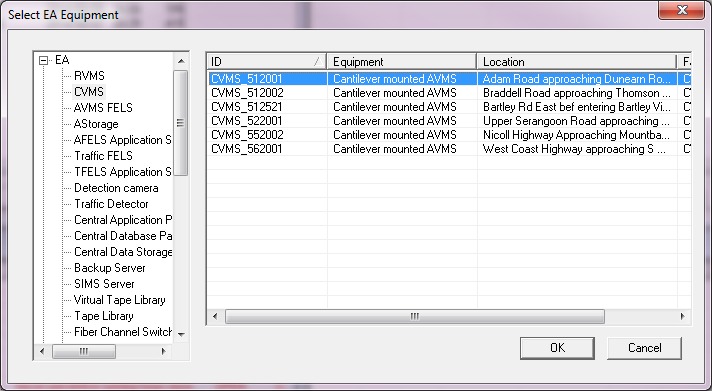 Select EA Equipment
EA
RVMS
CVMS
AVMS FELS
AStorage
AFELS Application S
Traffic FELS
TFELS Application S
Detection camera
Traffic Detector
Central Application P
Central Database Pa
Central Data Storage
Backup Server
SIMS Server
Virtual Tape Library
Tape Library
Fiber Channel Switch
ID Equipment Location
CVMS_512001 Cantilever mounted AVMS Adam Road approaching Dunearn Ro...
CVMS_512002 Cantilever mounted AVMS Braddell Road approaching Thomson ...
CVMS_512521 Cantilever mounted AVMS Bartley Rd East bef entering Bartley Vi...
CVMS_522001 Cantilever mounted AVMS Upper Serangoon Road approaching ...
CVMS_552002 Cantilever mounted AVMS Nicoll Highway Approaching Mountba...
CVMS_562001 Cantilever mounted AVMS West Coast Highway approaching S ...
OK Cancel